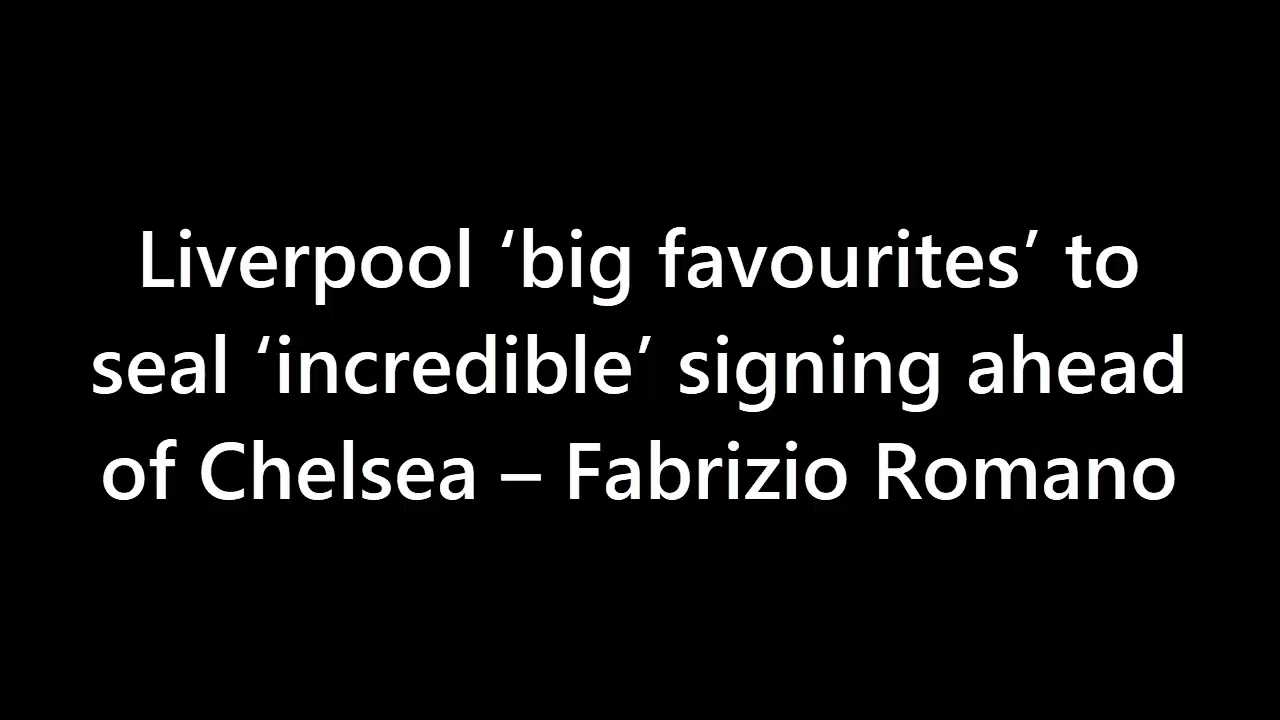 Liverpool ‘big favourites’ to
seal ‘incredible’ signing ahead
of Chelsea – Fabrizio Romano